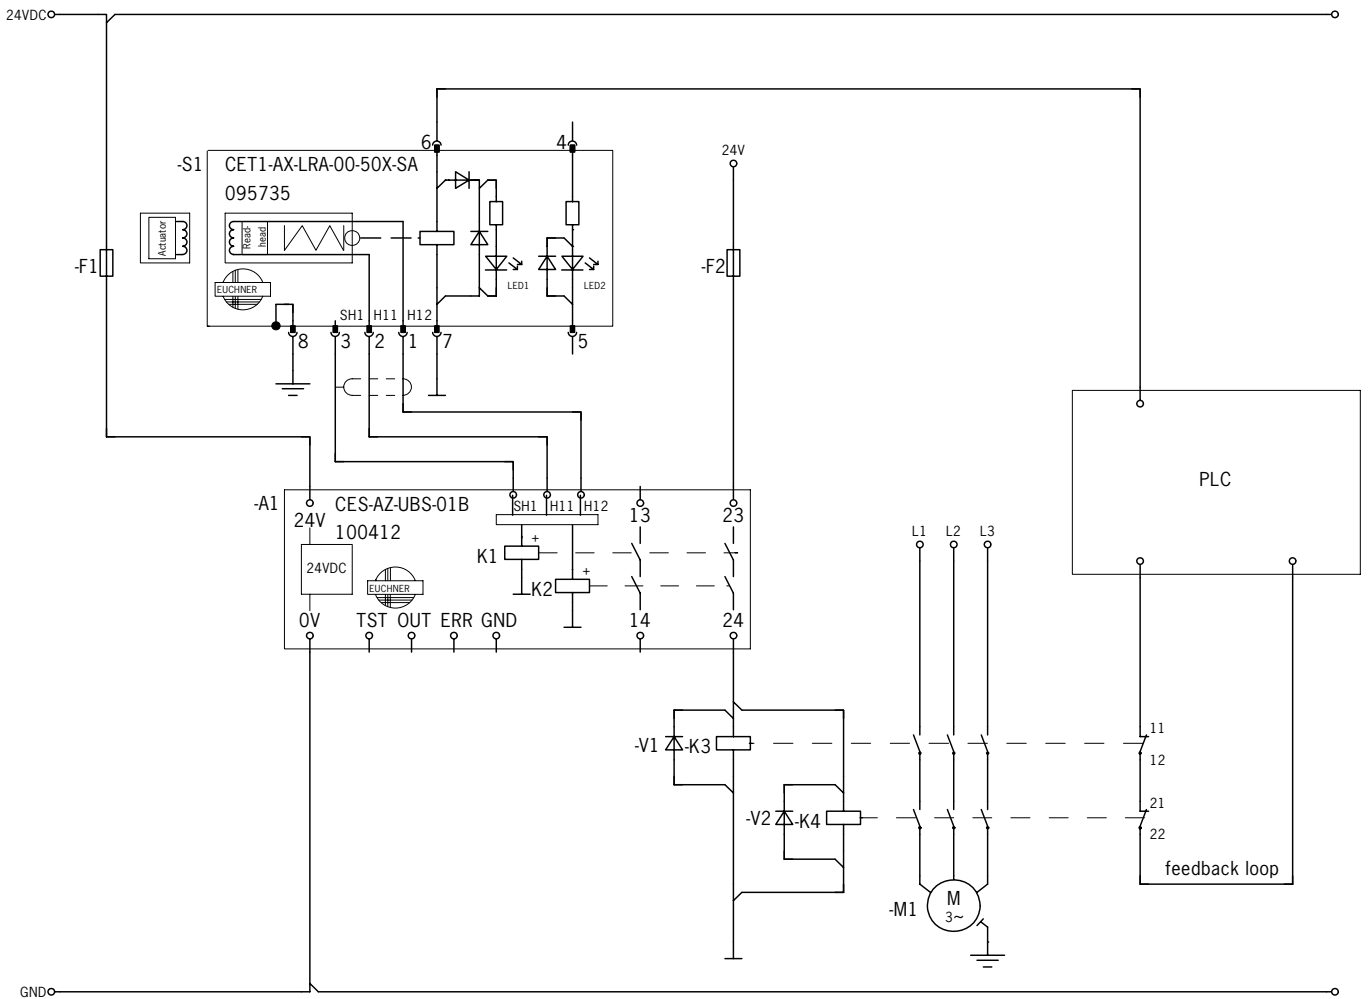 24VDC
6
4
-S1
CET1-AX-LRA-00-50X-SA
095735
24V
Actuator
Read-
head
-F1
-F2
EUCHNER
LED1
LED2
SH1
H11
H12
8
3
2
1
7
5
-A1
24V
CES-AZ-UBS-01B
100412
SH1
H11
H12
13
23
24VDC
K1
+
K2
+
EUCHNER
0V
TST
OUT
ERR
GND
14
24
PLC
L1
L2
L3
-V1
-K3
11
12
-V2
-K4
21
22
feedback loop
-M1
M
3~
GND